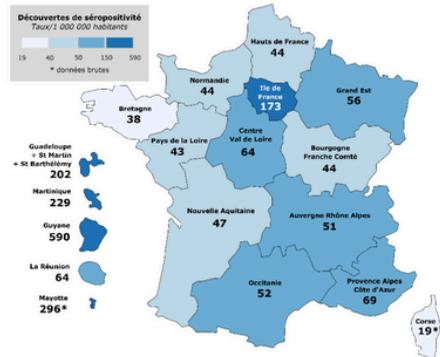 Découvertes de séropositivité
Taux/1 000 000 habitants
19 40 50 150 590
* données brutes
Hauts de France
44
Normandie
44
Ile de
France
173
Grand Est
56
Bretagne
38
Pays de la Loire
43
Centre
Val de Loire
64
Bourgogne
Franche Comté
44
Guadeloupe
+ St Martin
+ St Barthélémy
202
Martinique
229
Guyane
590
La Réunion
64
Mayotte
296*
Nouvelle Aquitaine
47
Auvergne Rhône Alpes
51
Occitanie
52
Provence Alpes
Côte d'Azur
69
Corse
19*